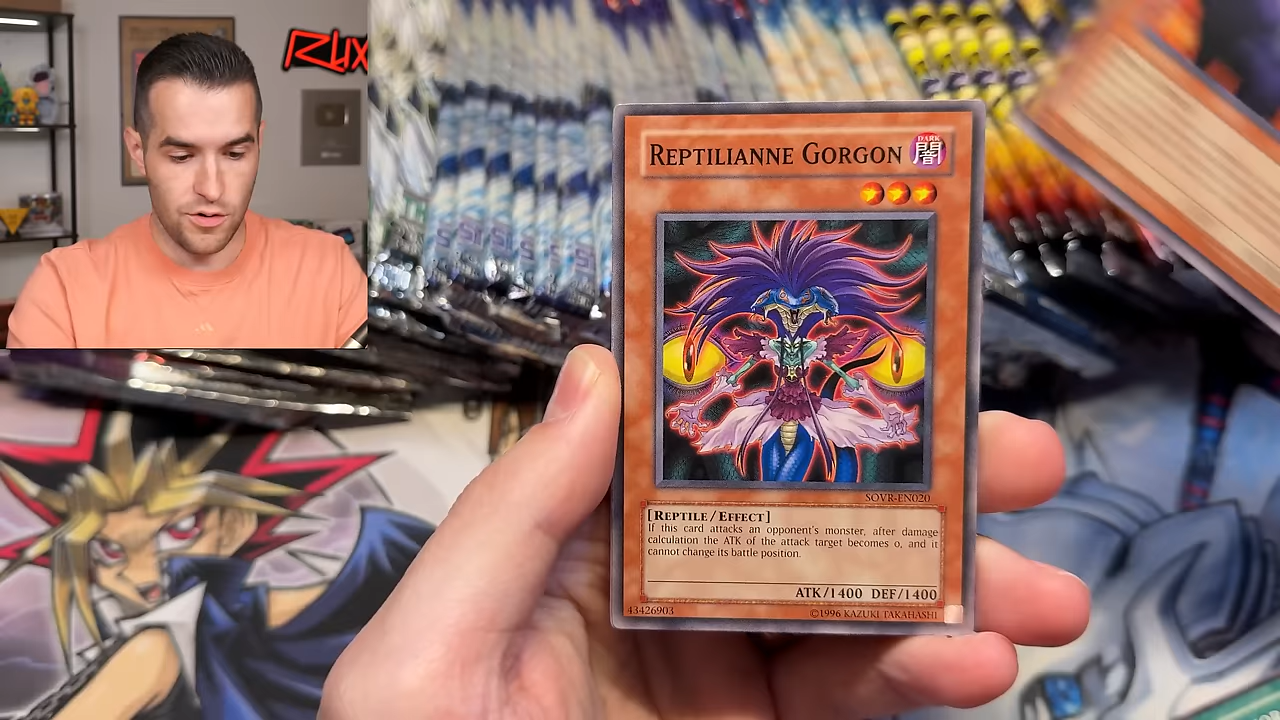 RUX
REPTILIANNE GORGON
DARK
闇
SOVR-EN020
[REPTILE/EFFECT]
If this card attacks an opponent's monster, after damage
calculation the ATK of the attack target becomes 0, and it
cannot change its battle position.
ATK/1400 DEF/1400
43426903
©1996 KAZUKI TAKAHASHI